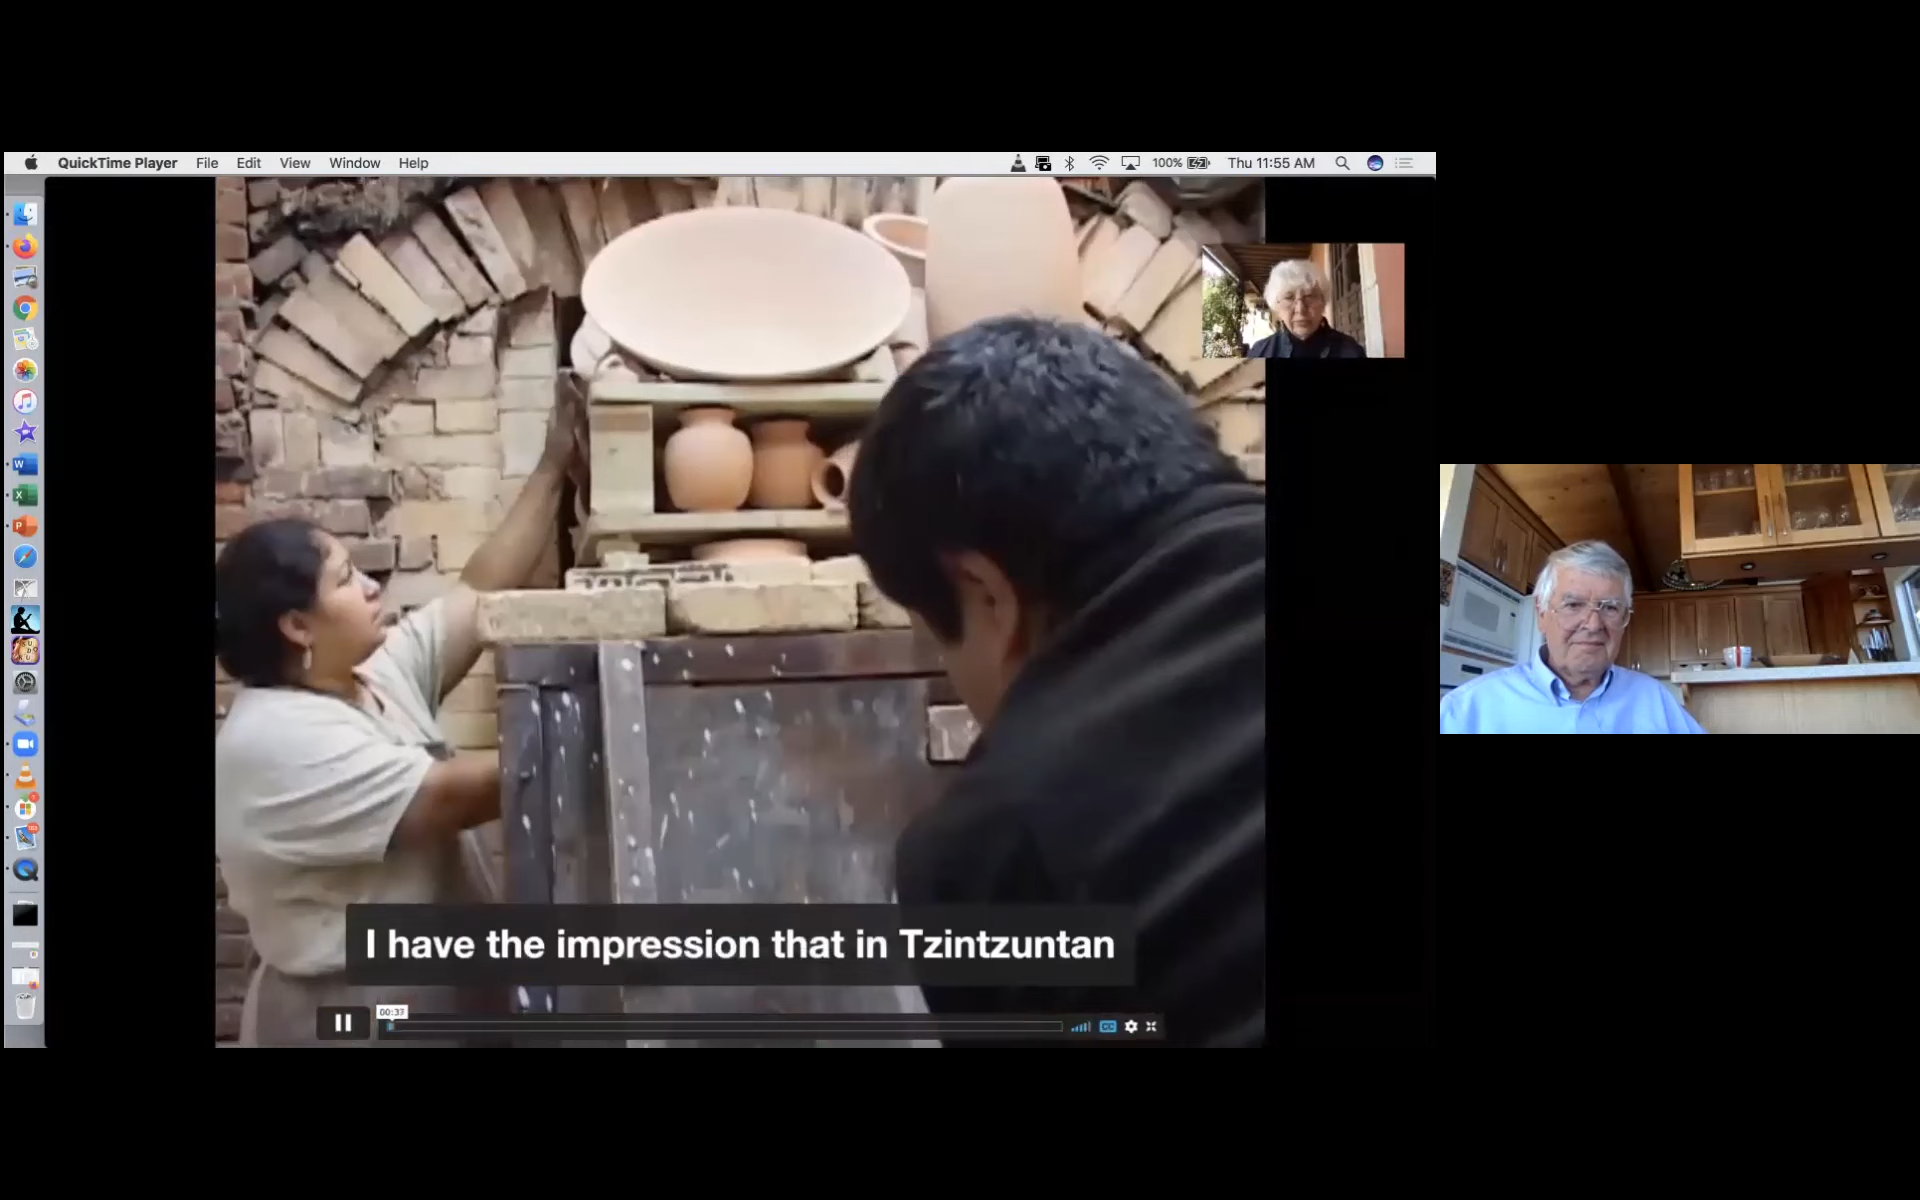 QuickTime Player File Edit View Window Help 100% Thu 11:55 AM
W
X
P
I have the impression that in Tzintzuntan
00:37
CC